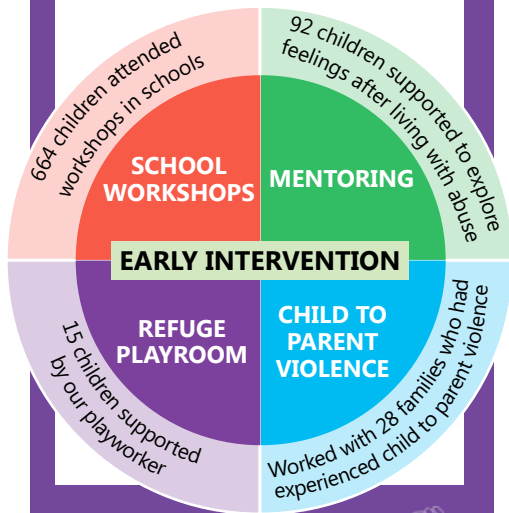 664 children attended
workshops in schools
92 children supported to explore
feelings after living with abuse
SCHOOL
WORKSHOPS
MENTORING
EARLY INTERVENTION
REFUGE
PLAYROOM
CHILD TO
PARENT
VIOLENCE
15 children supported
by our playworker
Worked with 28 families who had
experienced child to parent violence